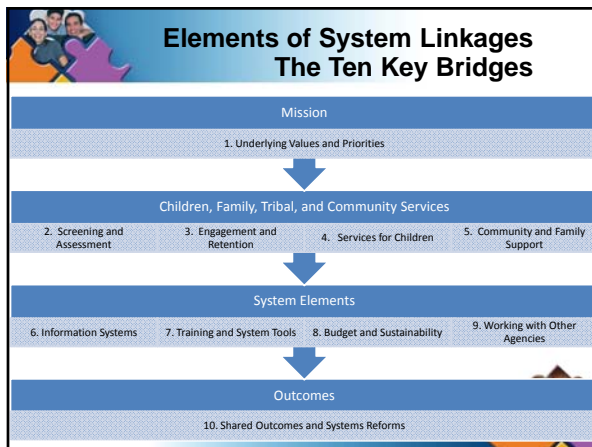 Elements of System Linkages
The Ten Key Bridges
Mission
1. Underlying Values and Priorities
Children, Family, Tribal, and Community Services
2. Screening and
Assessment
3. Engagement and
Retention
4. Services for Children
5. Community and Family
Support
System Elements
6. Information Systems
7. Training and System Tools
8. Budget and Sustainability
9. Working with Other
Agencies
Outcomes
10. Shared Outcomes and Systems Reforms